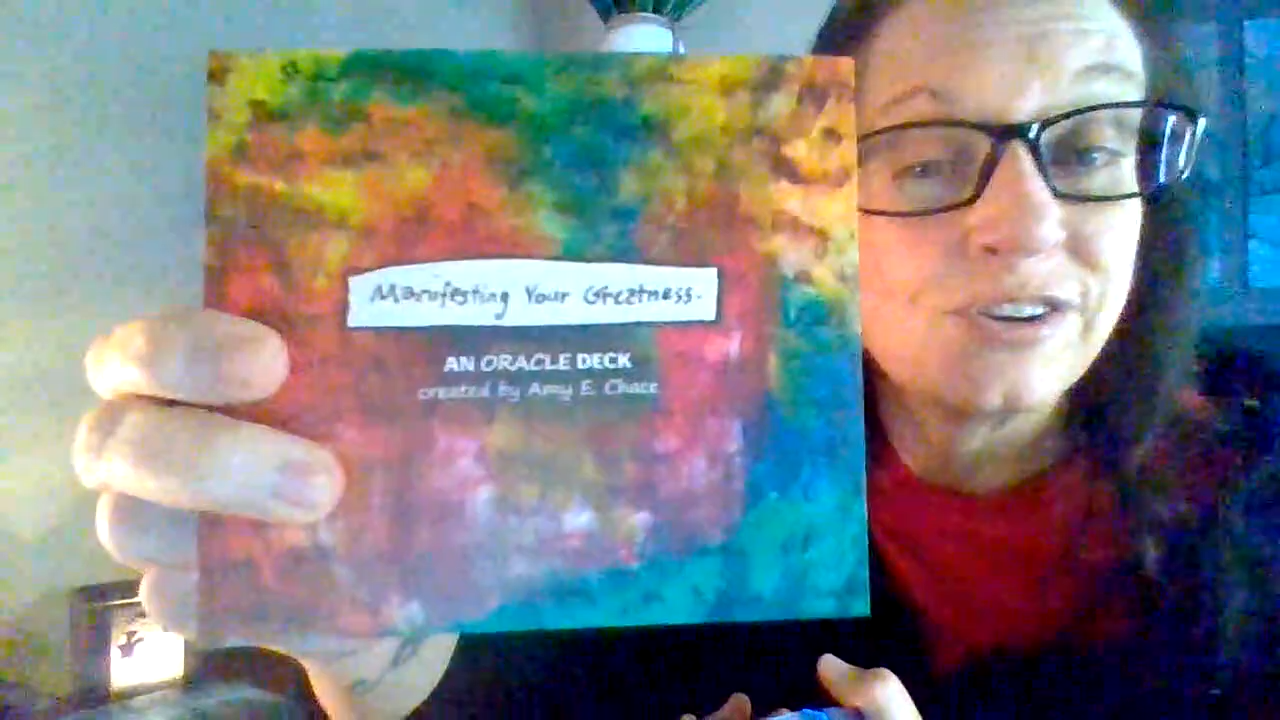 Manifesting Your Greatness.
AN ORACLE DECK
created by Amy E. Chace